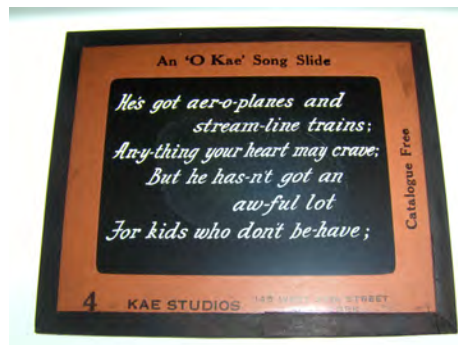 An 'O Kae' Song Slide
He's got aer-o-planes and
stream-line trains;
An-y-thing your heart may crave;
But he has-n't got an
aw-ful lot
For kids who don't be-have;
Catalogue Free
4 KAE STUDIOS
STREET